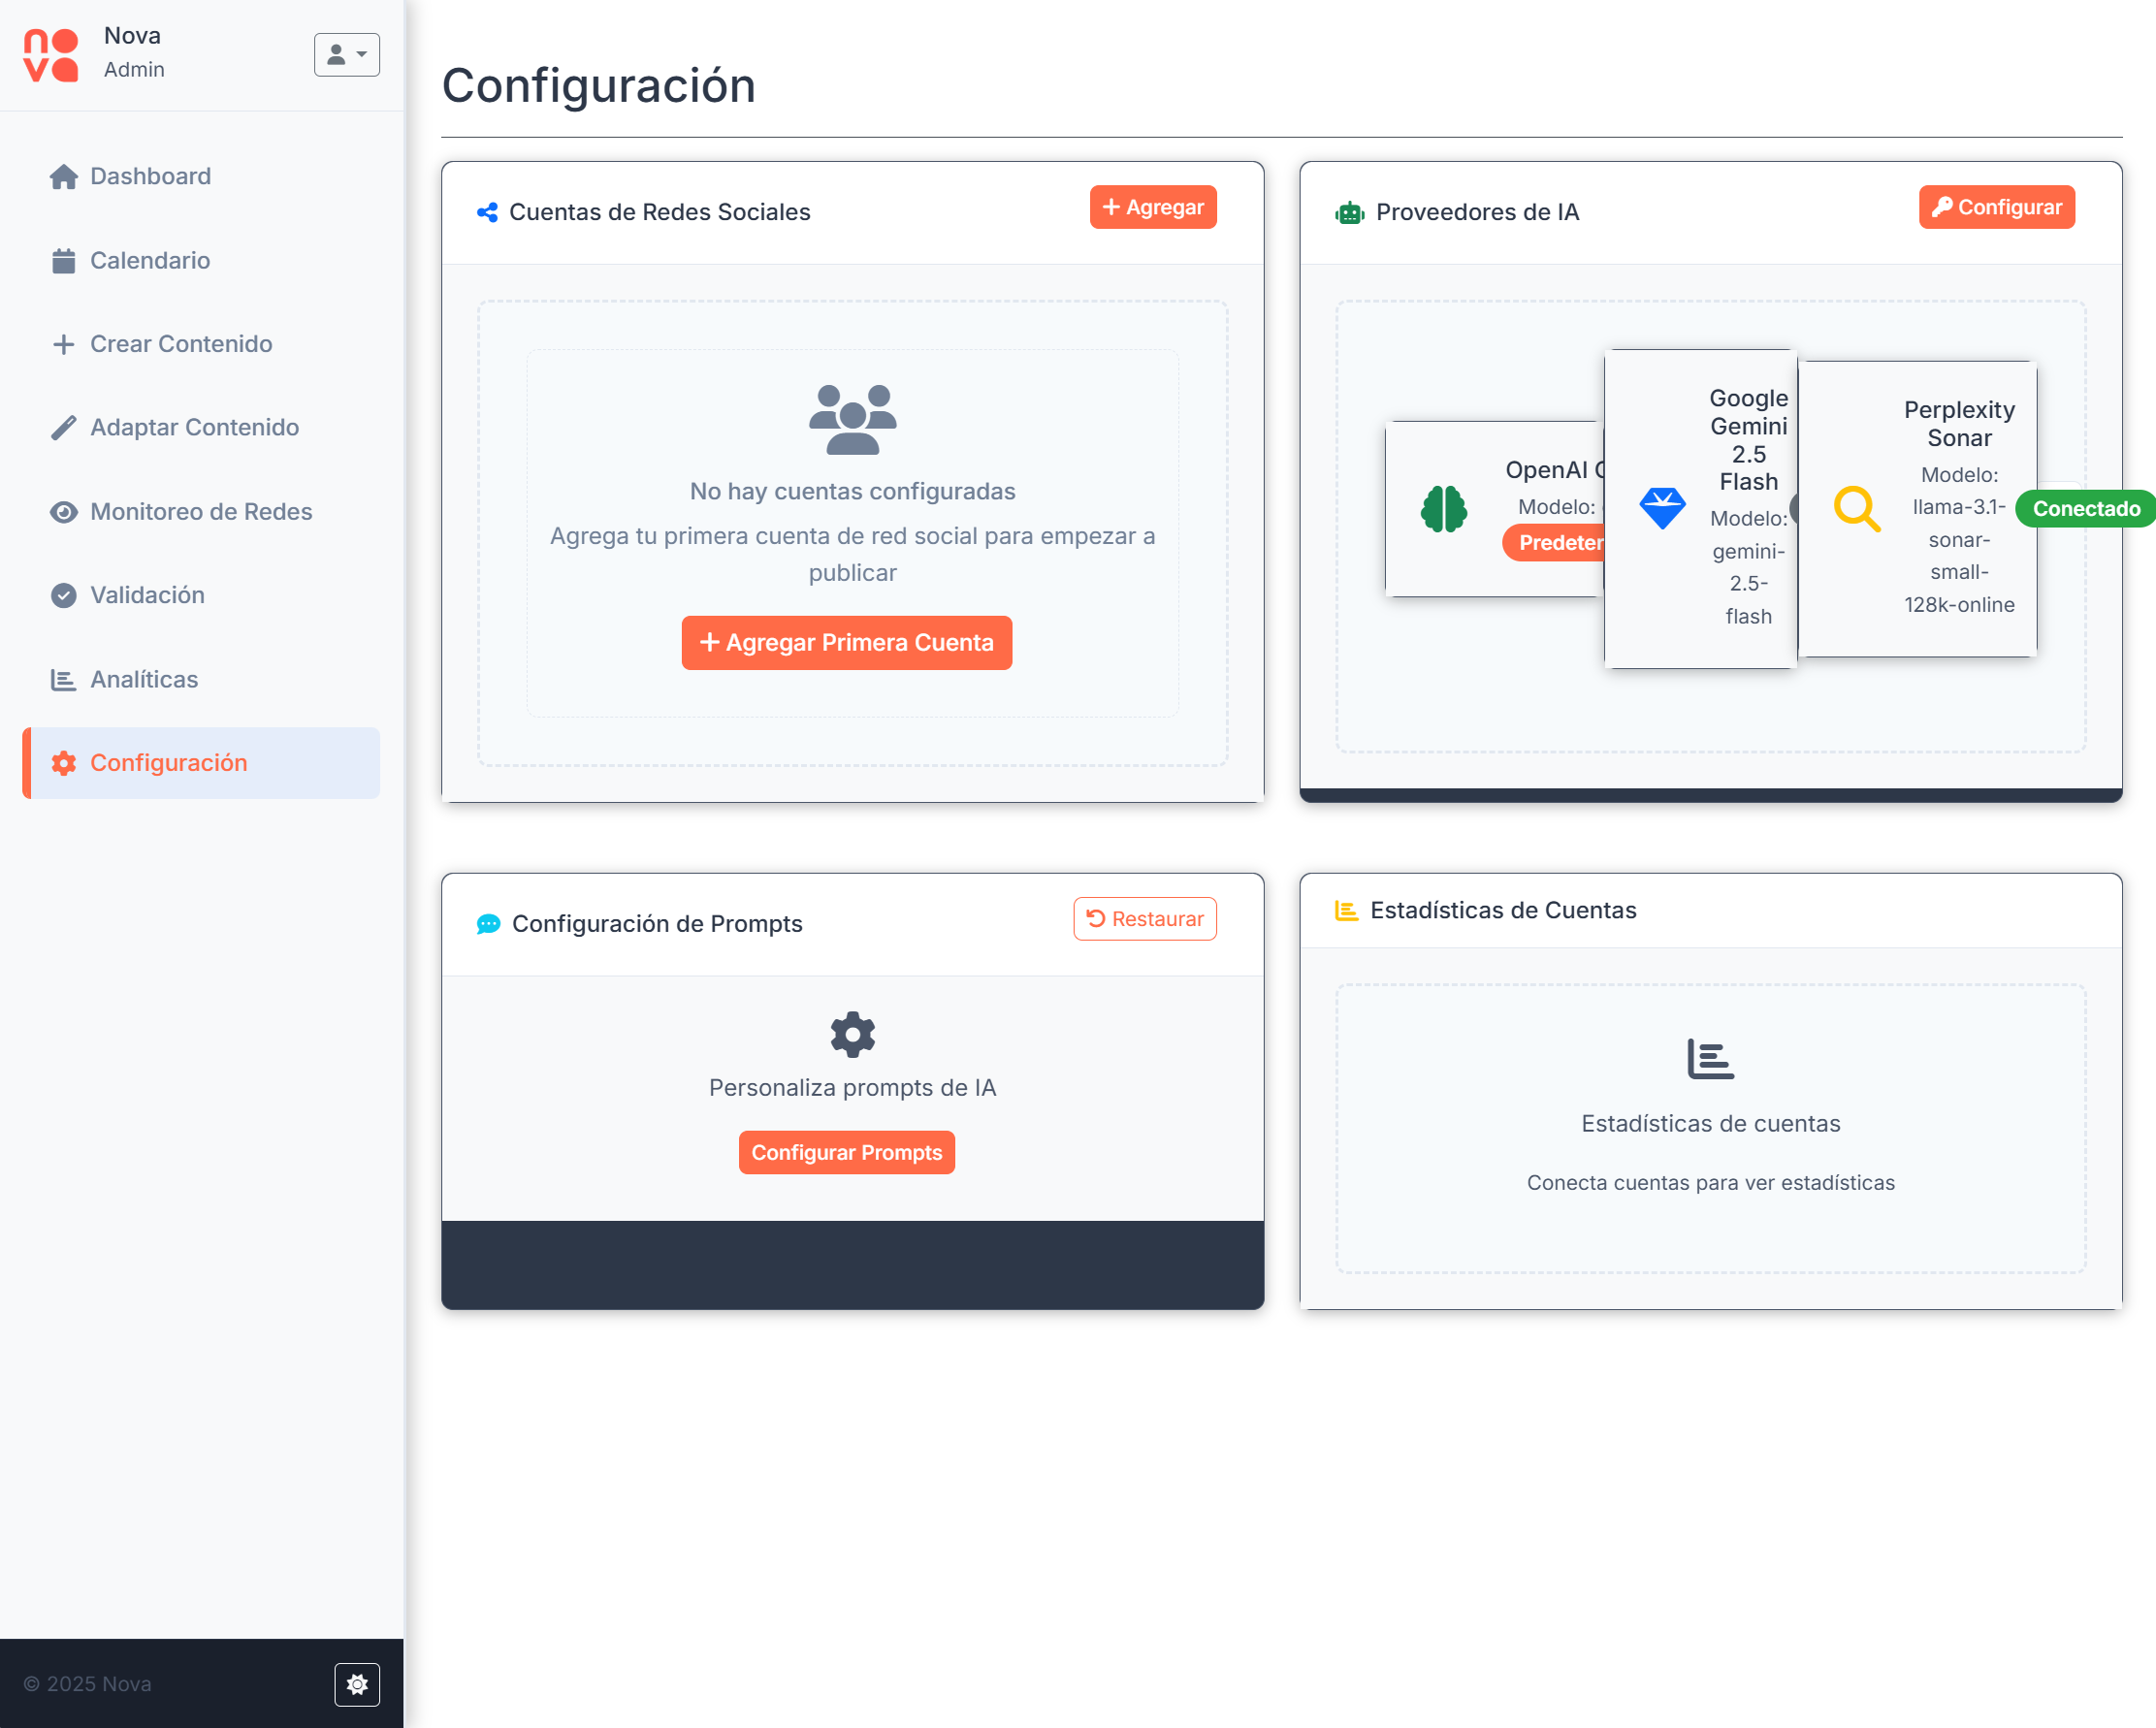 Nova
Admin
Dashboard
Calendario
Crear Contenido
Adaptar Contenido
Monitoreo de Redes
Validación
Analíticas
Configuración
© 2025 Nova
Configuración
Cuentas de Redes Sociales
Agregar
No hay cuentas configuradas
Agrega tu primera cuenta de red social para empezar a
publicar
Agregar Primera Cuenta
Proveedores de IA
Configurar
OpenAI
Modelo:
Google
Gemini
2.5
Flash
Modelo:
gemini-
2.5-
flash
Perplexity
Sonar
Modelo:
llama-3.1-
sonar-
small-
128k-online
Conectado
Configuración de Prompts
Restaurar
Personaliza prompts de IA
Configurar Prompts
Estadísticas de Cuentas
Estadísticas de cuentas
Conecta cuentas para ver estadísticas